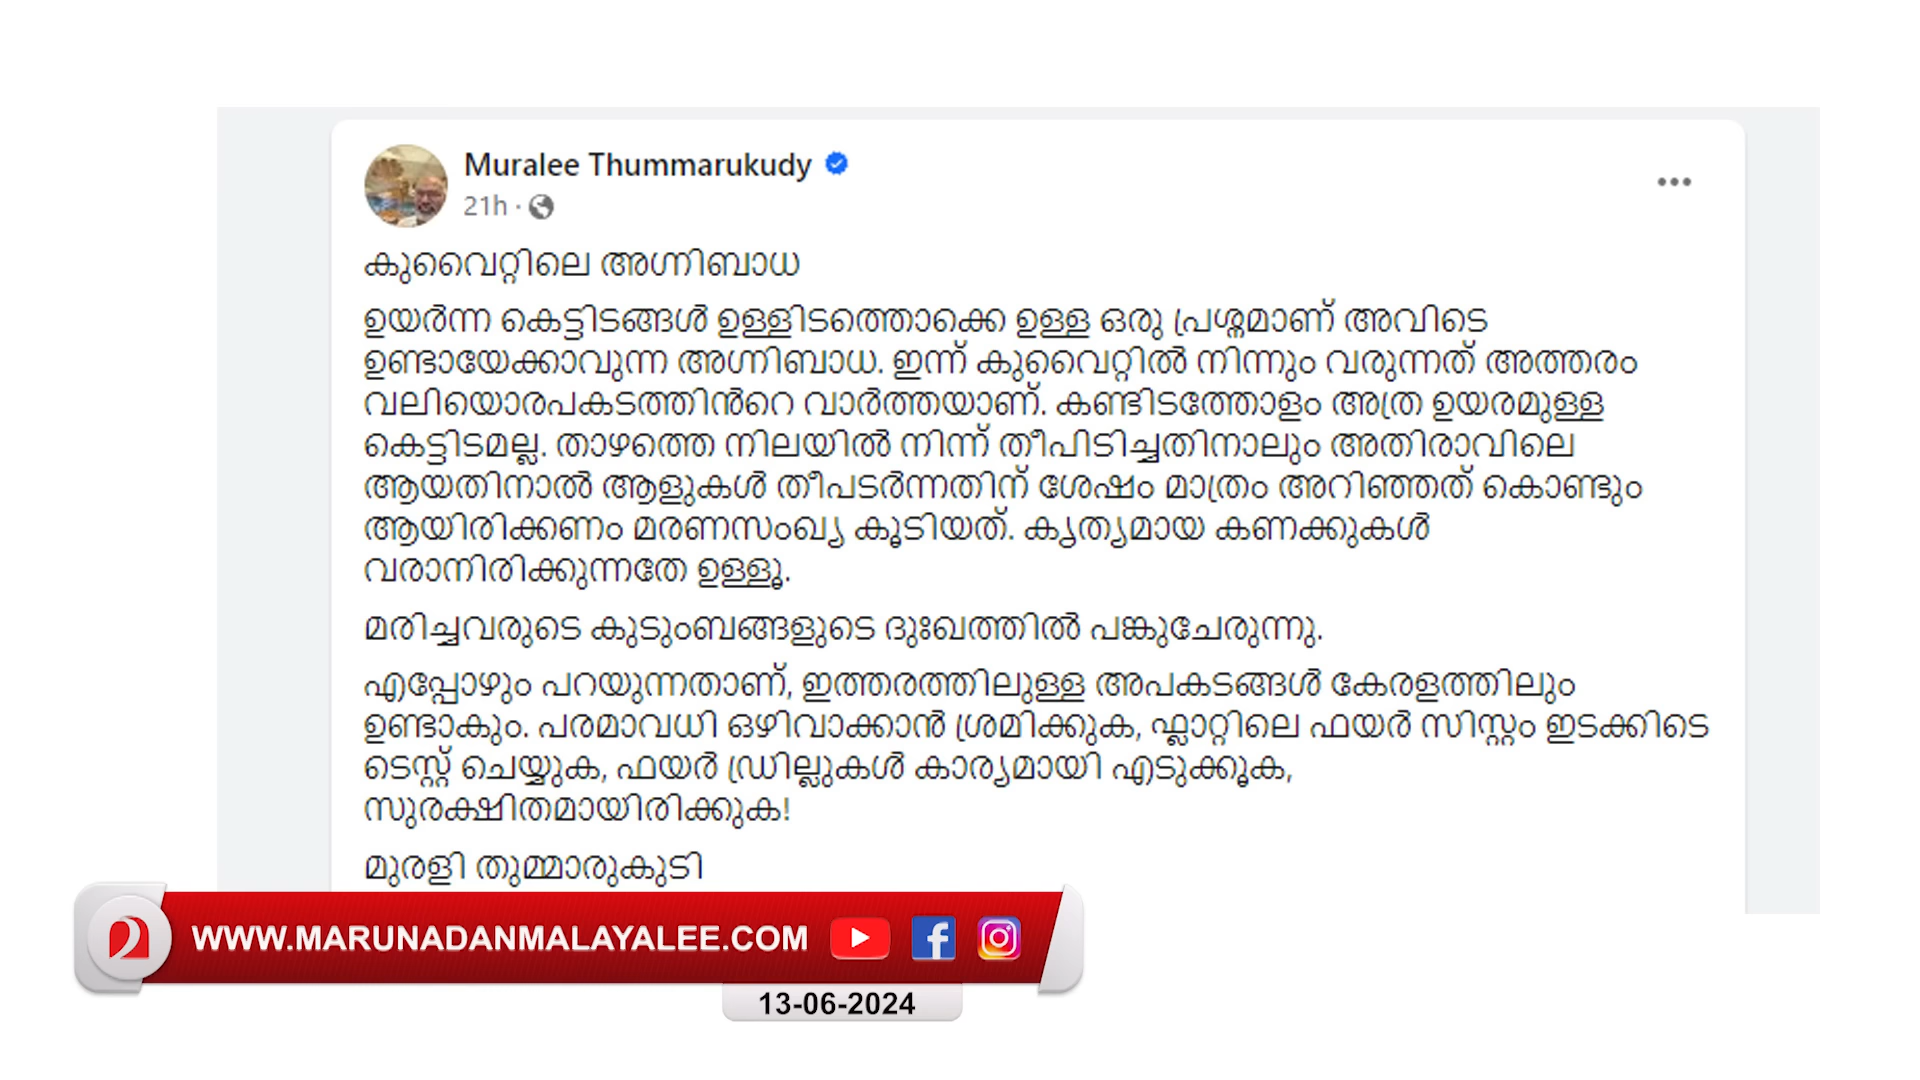 Muralee Thummarukudy
21h ·
കുവൈറ്റിലെ അഗ്നിബാധ
ഉയർന്ന കെട്ടിടങ്ങൾ ഉള്ളിടത്തൊക്കെ ഉള്ള ഒരു പ്രശ്നമാണ് അവിടെ
ഉണ്ടായേക്കാവുന്ന അഗ്നിബാധ. ഇന്ന് കുവൈറ്റിൽ നിന്നും വരുന്നത് അത്തരം
വലിയൊരപകടത്തിൻറെ വാർത്തയാണ്. കണ്ടിടത്തോളം അത്ര ഉയരമുള്ള
കെട്ടിടമല്ല. താഴത്തെ നിലയിൽ നിന്ന് തീപിടിച്ചതിനാലും അതിരാവിലെ
ആയതിനാൽ ആളുകൾ തീപടർന്നതിന് ശേഷം മാത്രം അറിഞ്ഞത് കൊണ്ടും
ആയിരിക്കണം മരണസംഖ്യ കൂടിയത്. കൃത്യമായ കണക്കുകൾ
വരാനിരിക്കുന്നതേ ഉള്ളൂ.
മരിച്ചവരുടെ കുടുംബങ്ങളുടെ ദുഃഖത്തിൽ പങ്കുചേരുന്നു.
എപ്പോഴും പറയുന്നതാണ്, ഇത്തരത്തിലുള്ള അപകടങ്ങൾ കേരളത്തിലും
ഉണ്ടാകും. പരമാവധി ഒഴിവാക്കാൻ ശ്രമിക്കുക, ഫ്ലാറ്റിലെ ഫയർ സിസ്റ്റം ഇടക്കിടെ
ടെസ്റ്റ് ചെയ്യുക, ഫയർ ഡ്രില്ലുകൾ കാര്യമായി എടുക്കൂക,
സുരക്ഷിതമായിരിക്കുക!
മുരളി തുമ്മാരുകുടി
WWW.MARUNADANMALAYALEE.COM
13-06-2024